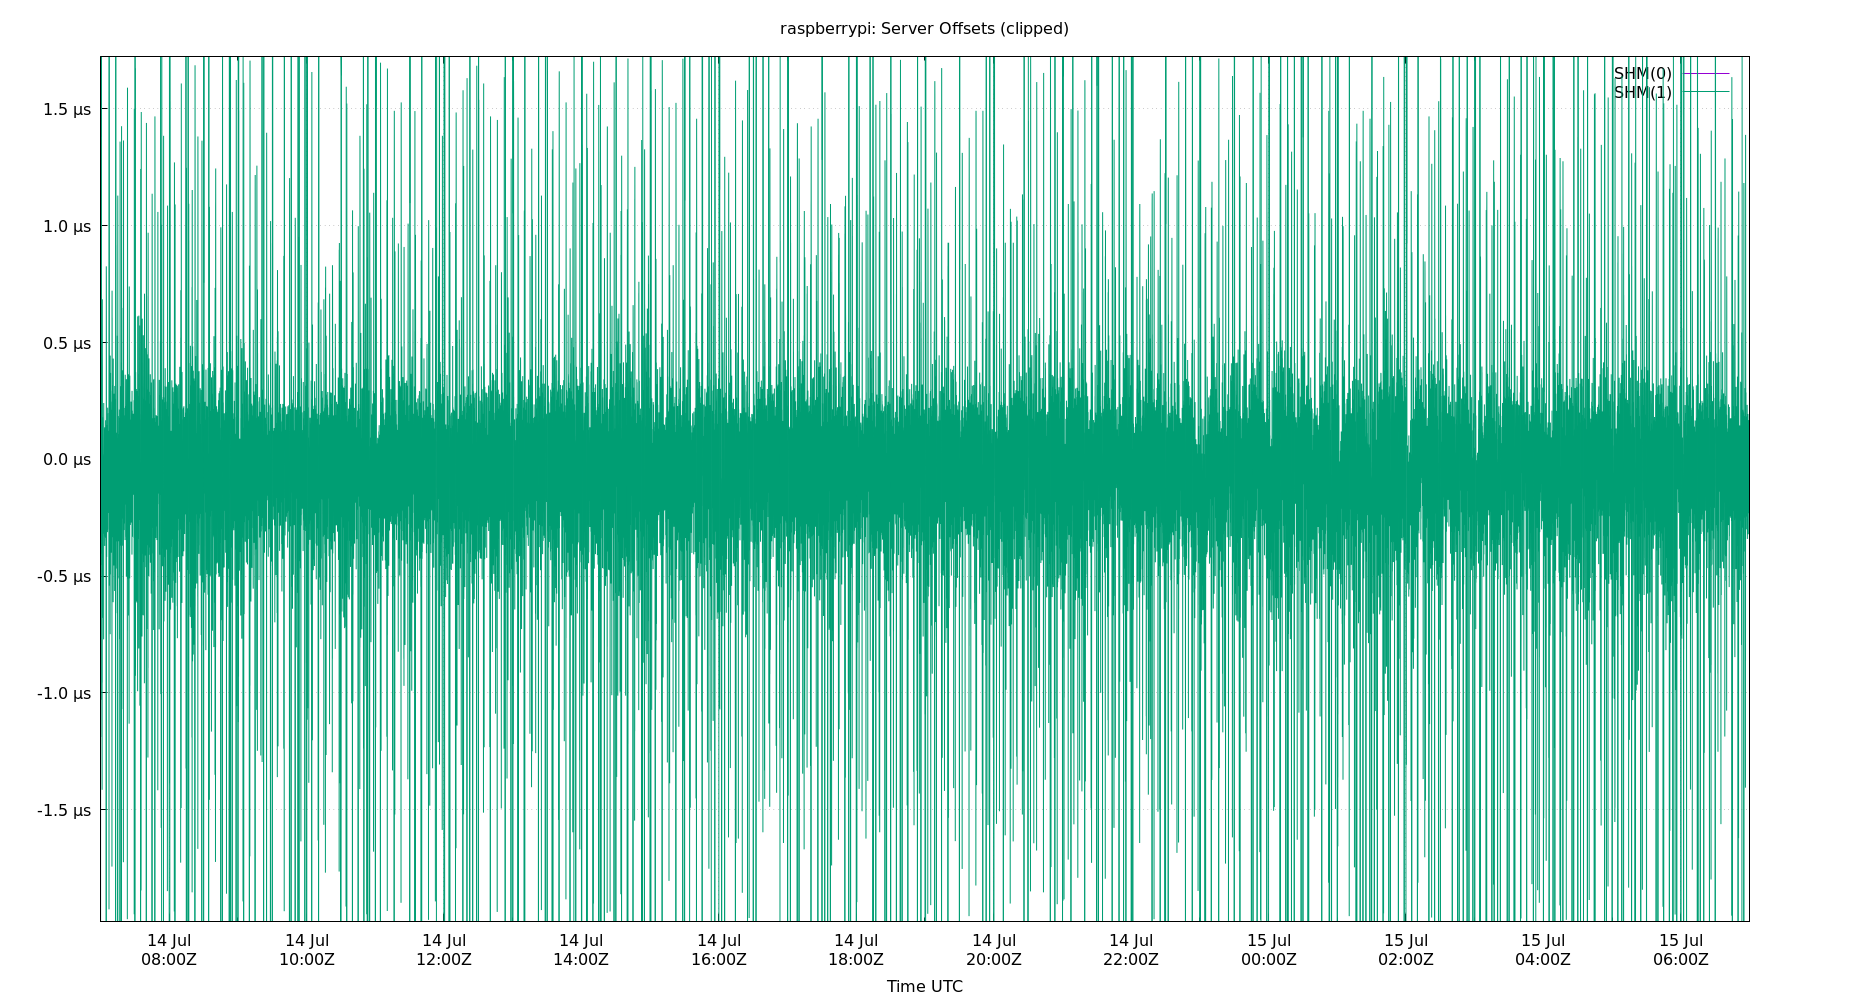 raspberrypi: Server Offsets (clipped)
SHM(0)
SHM(1)
1.5 µs
1.0 µs
0.5 µs
0.0 µs
-0.5 µs
-1.0 µs
-1.5 µs
14 Jul 14 Jul 14 Jul 14 Jul 14 Jul 14 Jul 14 Jul 14 Jul 15 Jul 15 Jul 15 Jul 15 Jul
08:00Z 10:00Z 12:00Z 14:00Z 16:00Z 18:00Z 20:00Z 22:00Z 00:00Z 02:00Z 04:00Z 06:00Z
Time UTC